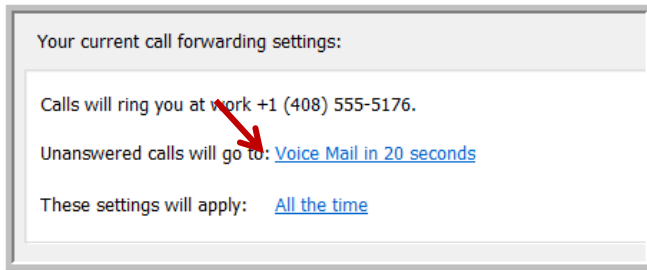 Your current call forwarding settings:
Calls will ring you at work +1 (408) 555-5176.
Unanswered calls will go to: Voice Mail in 20 seconds
These settings will apply: All the time